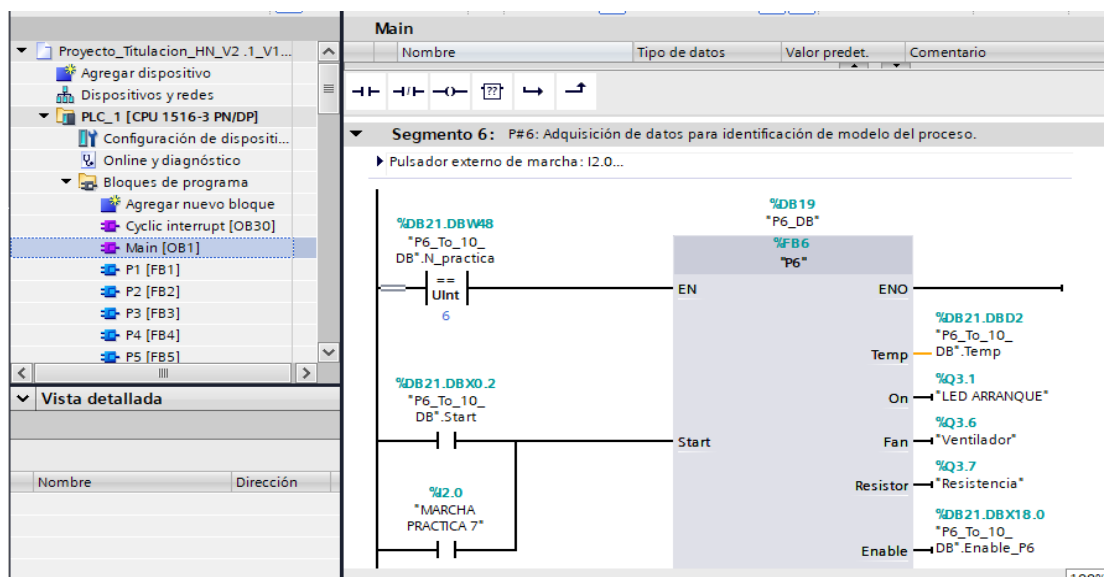 Main
Nombre Tipo de datos Valor predet. Comentario
Proyecto_Titulacion_HN_V2 .1_V1...
Agregar dispositivo
Dispositivos y redes
PLC_1 [CPU 1516-3 PN/DP]
Configuración de dispositi...
Online y diagnóstico
Bloques de programa
Agregar nuevo bloque
Cyclic interrupt [OB30]
Main [OB1]
P1 [FB1]
P2 [FB2]
P3 [FB3]
P4 [FB4]
P5 [FB5]
Vista detallada
Nombre Dirección
??
Segmento 6: P#6: Adquisición de datos para identificación de modelo del proceso.
Pulsador externo de marcha: I2.0...
%DB21.DBW48
"P6_To_10_
DB".N_practica
==
UInt
6
%DB19
"P6_DB"
%FB6
"P6"
EN ENO
%DB21.DBD2
"P6_To_10_
Temp DB".Temp
%Q3.1
On "LED ARRANQUE"
%DB21.DBX0.2
"P6_To_10_
DB".Start
Start
%Q3.6
Fan "Ventilador"
%Q3.7
Resistor "Resistencia"
%I2.0
"MARCHA
PRACTICA 7"
%DB21.DBX18.0
"P6_To_10_
Enable DB".Enable_P6